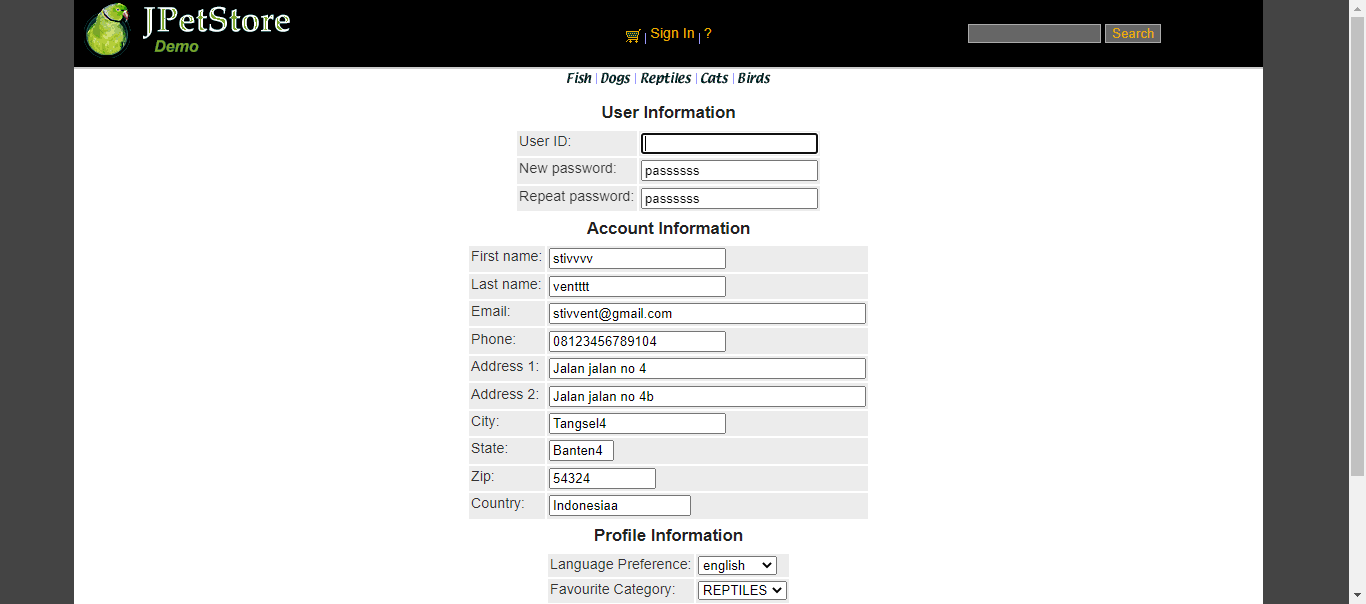 JPetStore
Demo
Sign In | ?
Search
Fish | Dogs | Reptiles | Cats | Birds
User Information
User ID:
New password: passssss
Repeat password: passssss
Account Information
First name: stivvvv
Last name: ventttt
Email: stivvent@gmail.com
Phone: 08123456789104
Address 1: Jalan jalan no 4
Address 2: Jalan jalan no 4b
City: Tangsel4
State: Banten4
Zip: 54324
Country: Indonesiaa
Profile Information
Language Preference: english
Favourite Category: REPTILES